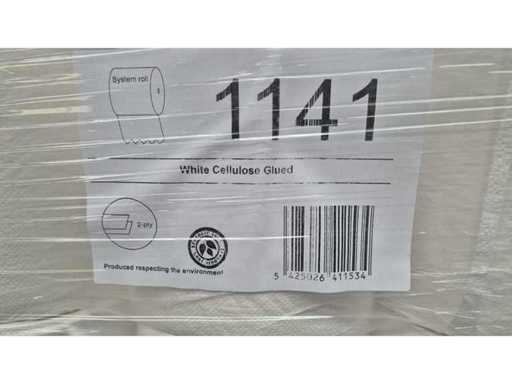 System roll
1141
White Cellulose Glued
2-ply
Produced respecting the environment
5 425026 411534